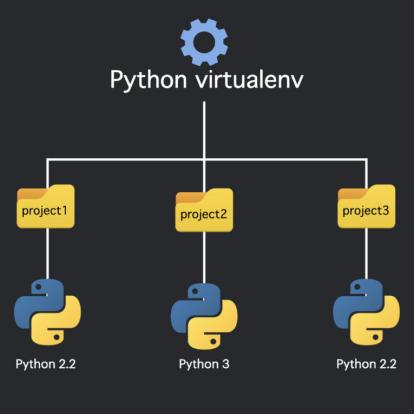 Python virtualenv
project1
project2
project3
Python 2.2
Python 3
Python 2.2